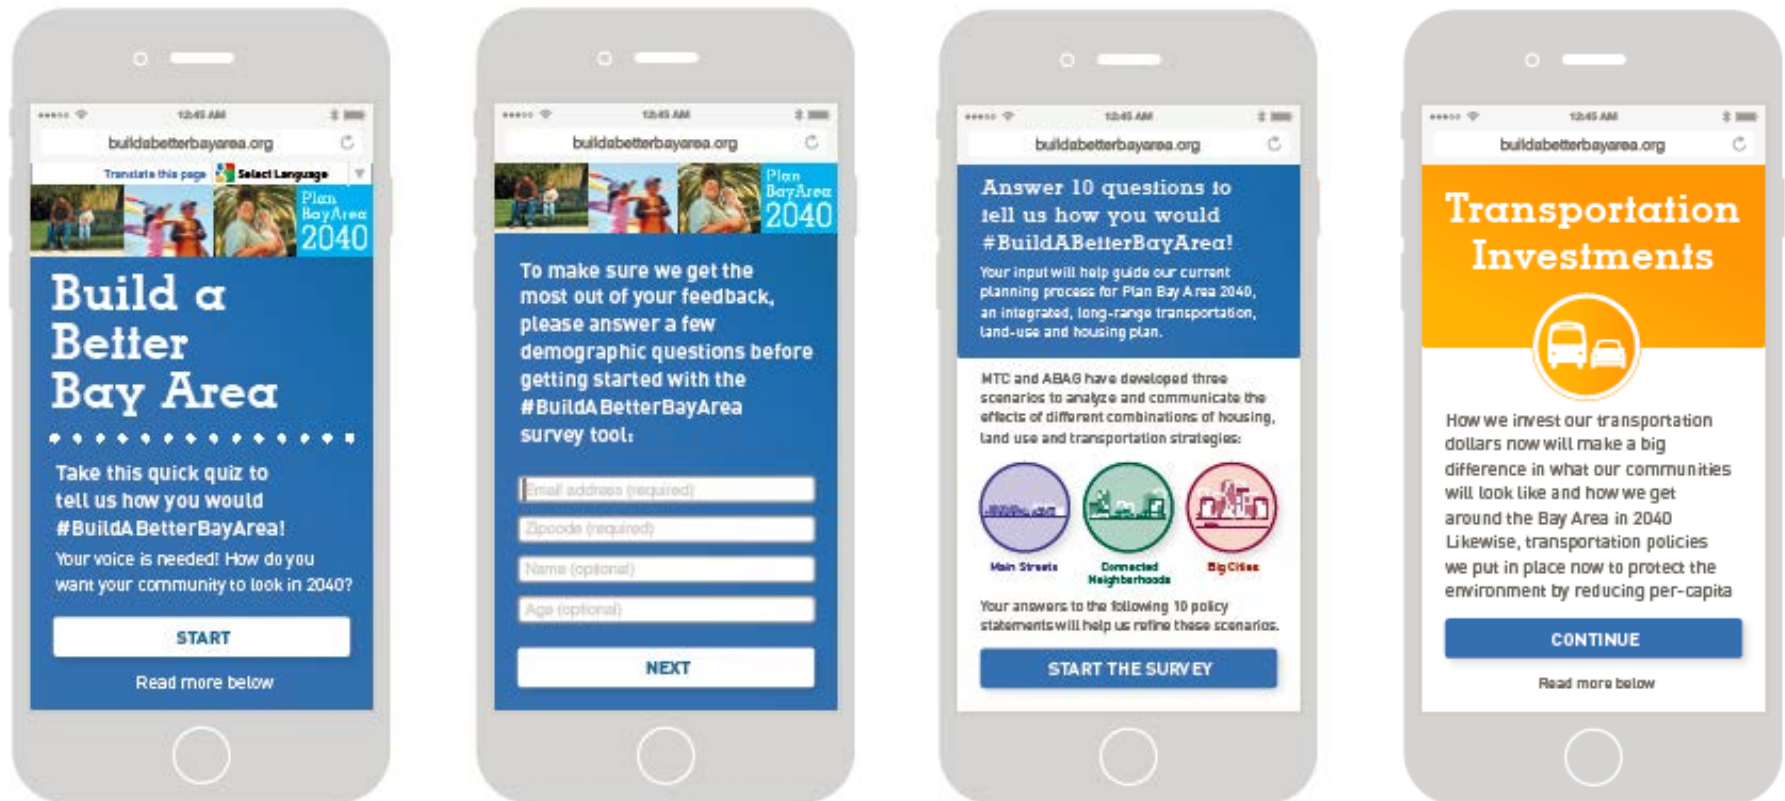 12:45 AM
buildabetterbayarea.org
Translate this page Select Language
Plan
BayArea
2040
Build a
Better
Bay Area
Take this quick quiz to
tell us how you would
#BuildABetterBayArea!
Your voice is needed! How do you
want your community to look in 2040?
START
Read more below
12:45 AM
buildabetterbayarea.org
Plan
BayArea
2040
To make sure we get the
most out of your feedback,
please answer a few
demographic questions before
getting started with the
#BuildABetterBayArea
survey tool:
Email address (required)
Zipcode (required)
Name (optional)
Age (optional)
NEXT
12:45 AM
buildabetterbayarea.org
Answer 10 questions to
tell us how you would
#BuildABetterBayArea!
Your input will help guide our current
planning process for Plan Bay Area 2040,
an integrated, long-range transportation,
land-use and housing plan.
MTC and ABAG have developed three
scenarios to analyze and communicate the
effects of different combinations of housing,
land use and transportation strategies:
Main Streets
Connected
Neighborhoods
Big Cities
Your answers to the following 10 policy
statements will help us refine these scenarios.
START THE SURVEY
12:45 AM
buildabetterbayarea.org
Transportation
Investments
How we invest our transportation
dollars now will make a big
difference in what our communities
will look like and how we get
around the Bay Area in 2040
Likewise, transportation policies
we put in place now to protect the
environment by reducing per-capita
CONTINUE
Read more below